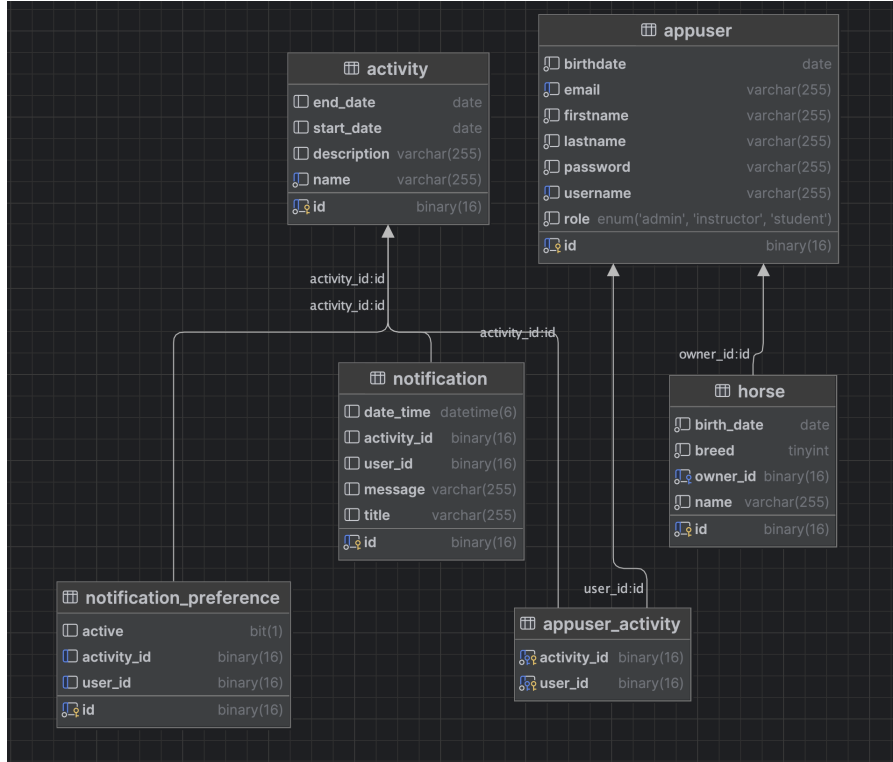 appuser
birthdate date
email varchar(255)
firstname varchar(255)
lastname varchar(255)
password varchar(255)
username varchar(255)
role enum('admin', 'instructor', 'student')
id binary(16)
activity
end_date date
start_date date
description varchar(255)
name varchar(255)
id binary(16)
activity_id:id
activity_id:id
activity_id:id
owner_id:id
notification
date_time datetime(6)
activity_id binary(16)
user_id binary(16)
message varchar(255)
title varchar(255)
id binary(16)
horse
birth_date date
breed tinyint
owner_id binary(16)
name varchar(255)
id binary(16)
user_id:id
notification_preference
active bit(1)
activity_id binary(16)
user_id binary(16)
id binary(16)
appuser_activity
activity_id binary(16)
user_id binary(16)